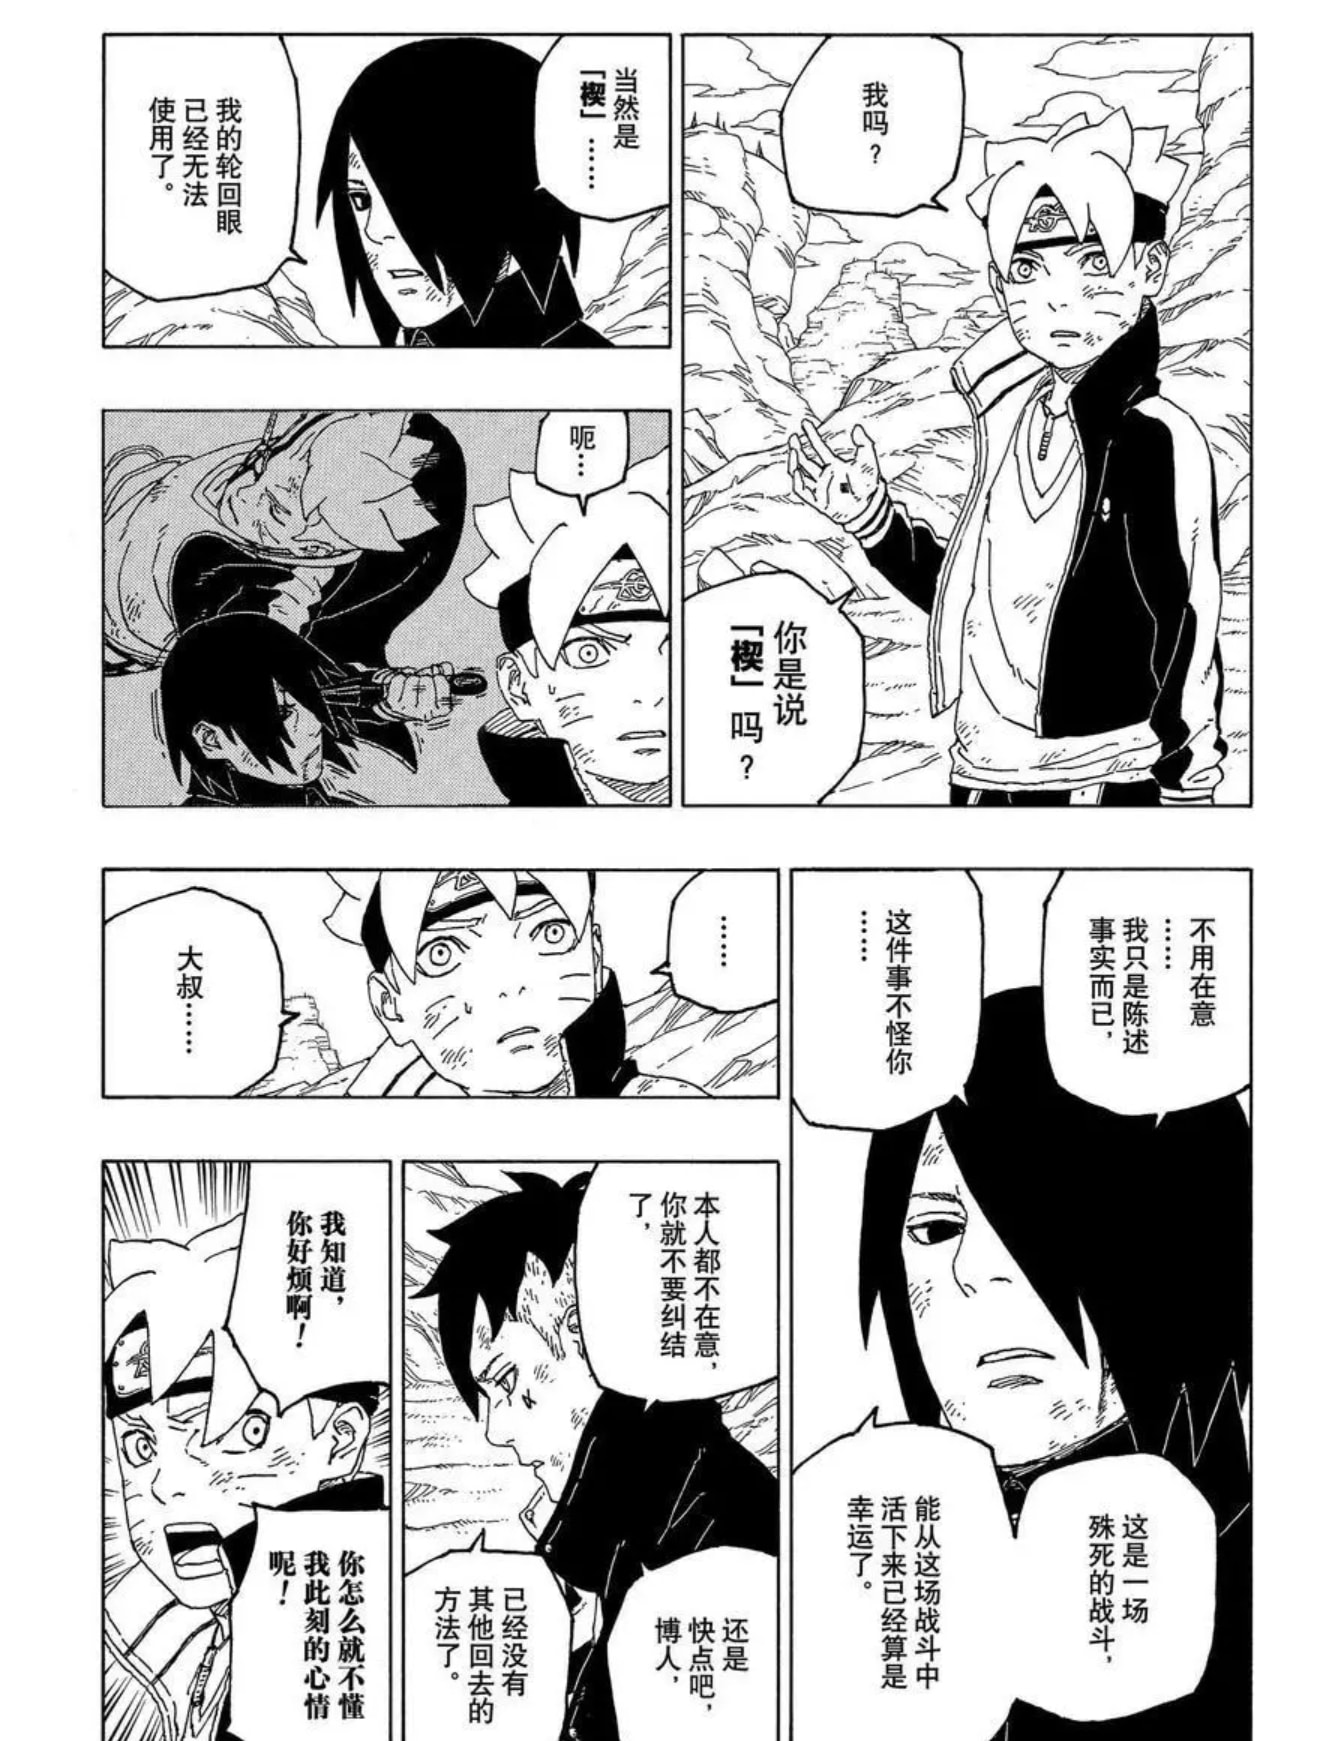 我吗？
你是说
「楔」吗？
当然是
「楔」……
我的轮回眼
已经无法
使用了。
呃…
不用在意
……
我只是陈述
事实而已，
这件事不怪你
……
这是一场
殊死的战斗，
能从这场战斗中
活下来已经算是
幸运了。
……
大叔……
本人都不在意，
你就不要纠结
了，
还是
快点吧，
博人，
已经没有
其他回去的
方法了。
我知道，
你好烦啊！
你怎么就不懂
我此刻的心情
呢！